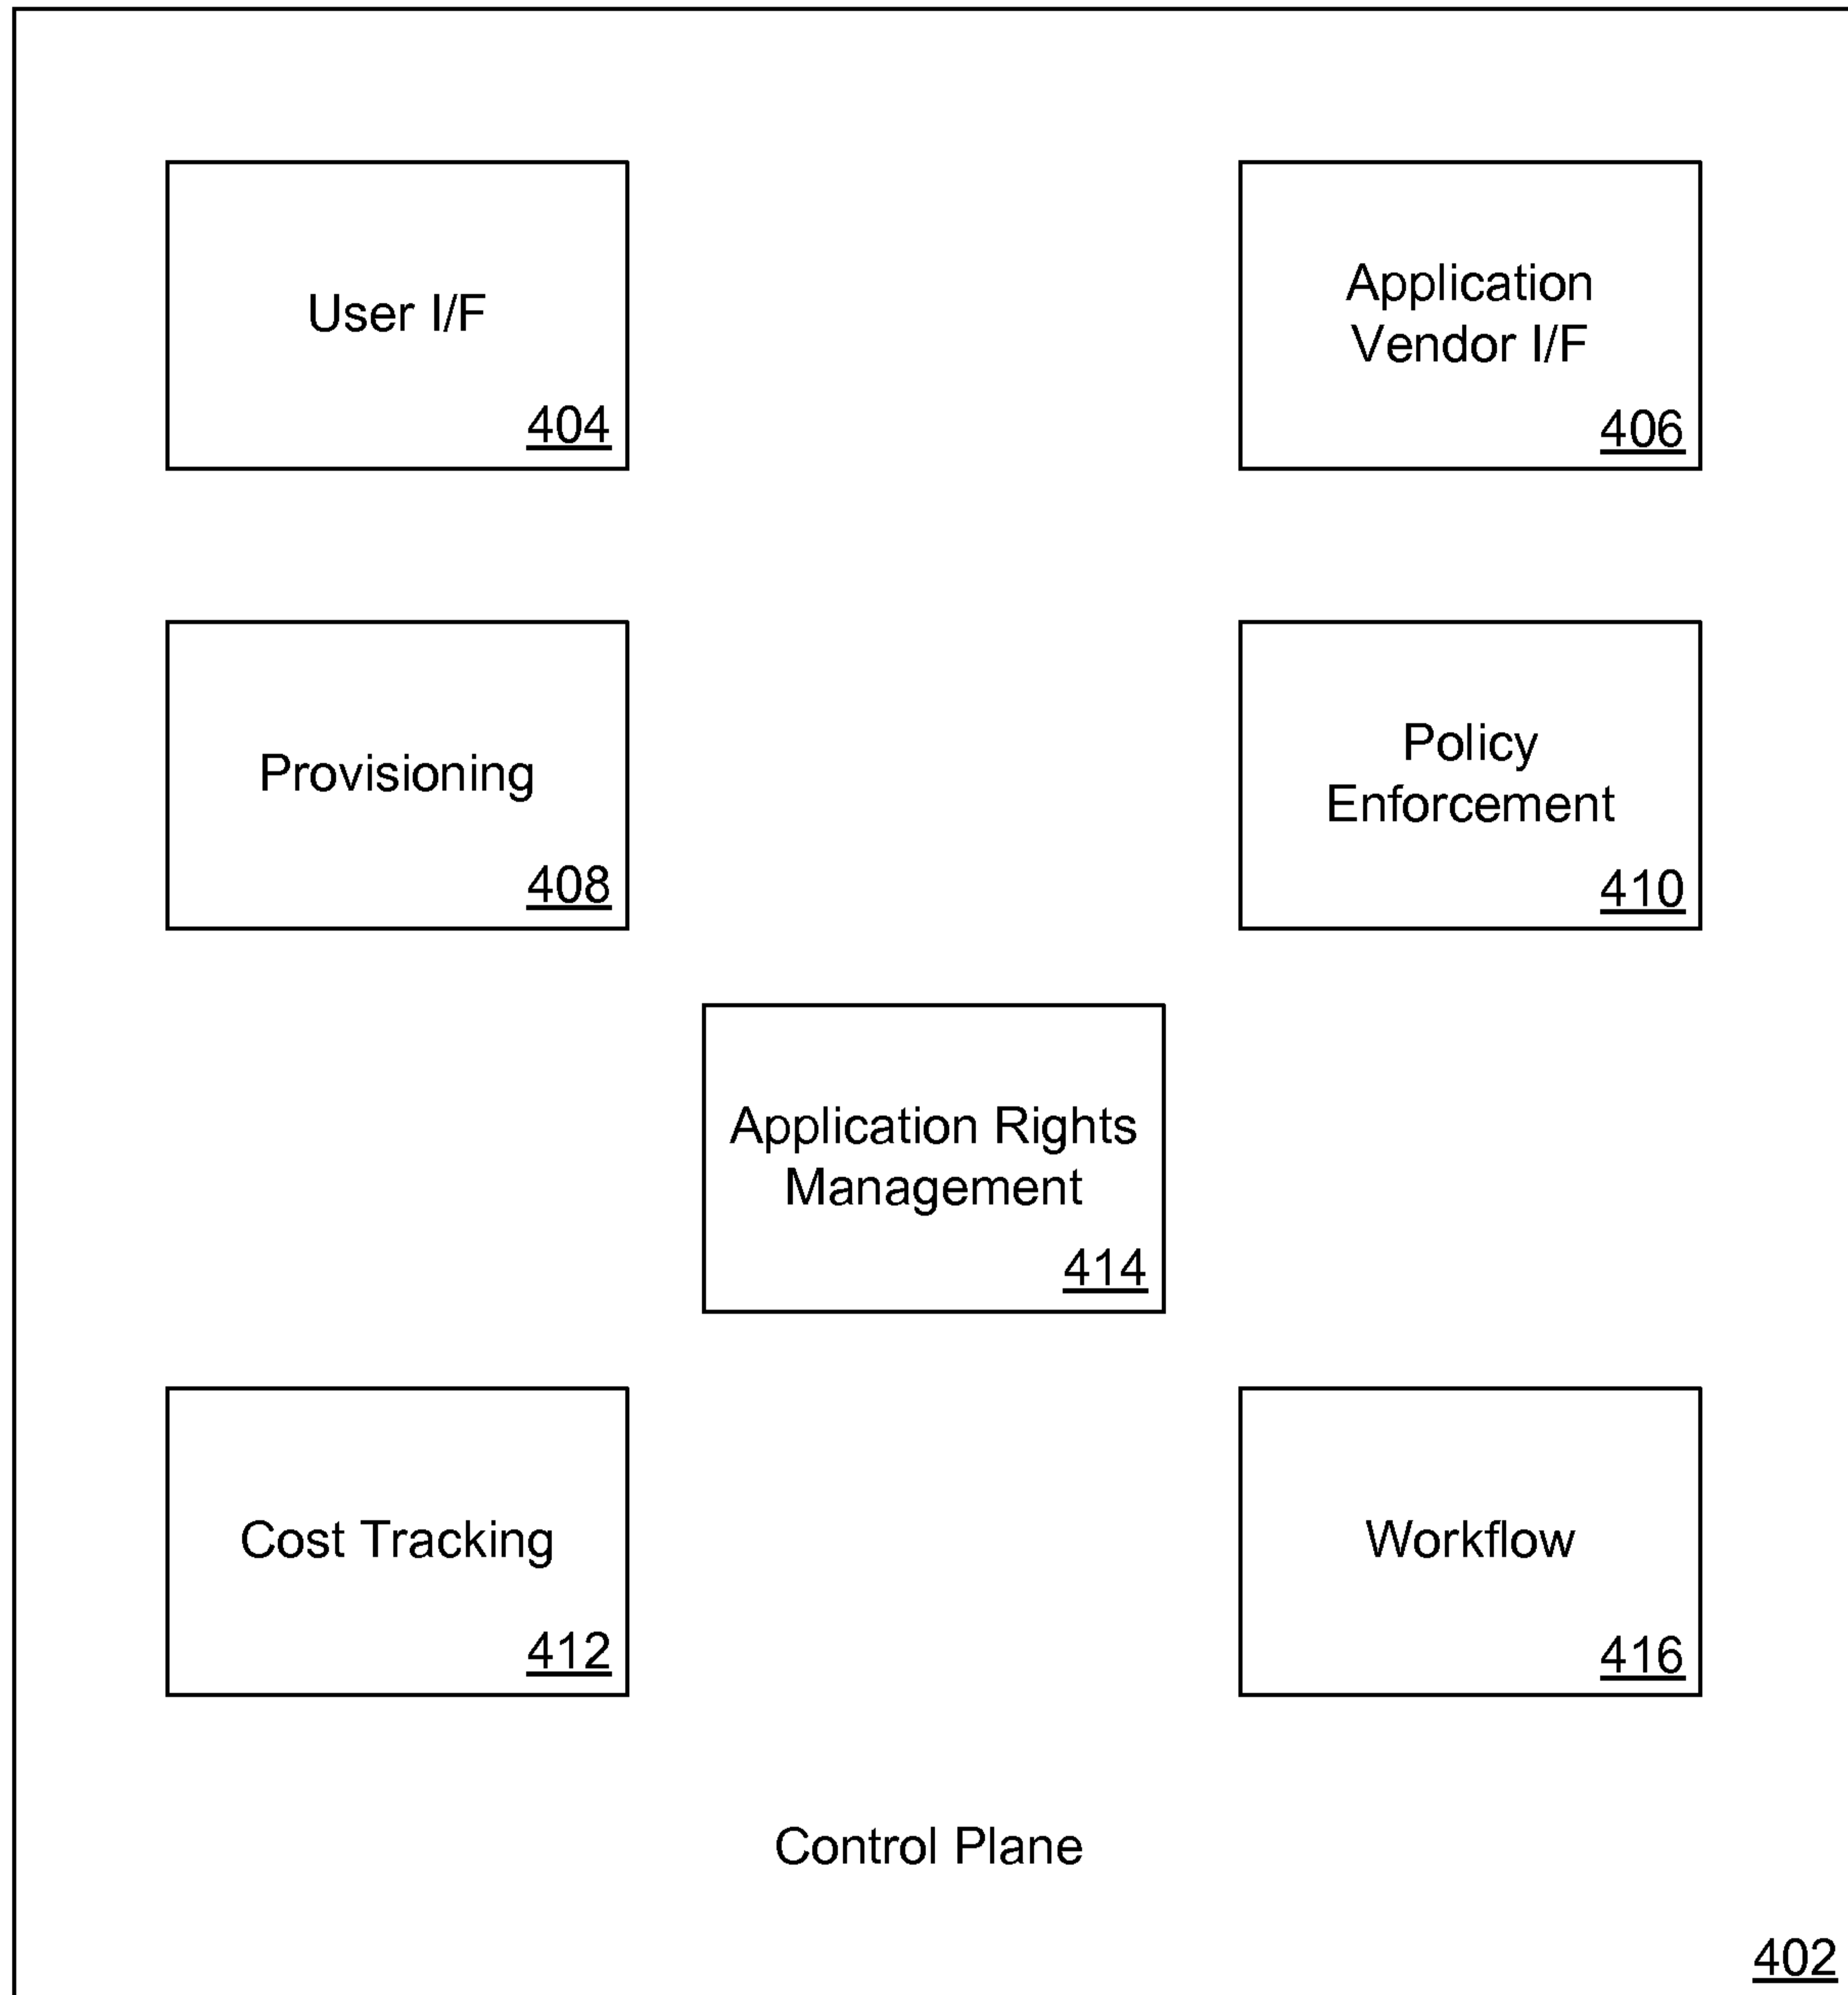 User I/F
404
Application
Vendor I/F
406
Provisioning
408
Policy
Enforcement
410
Application Rights
Management
414
Cost Tracking
412
Workflow
416
Control Plane
402